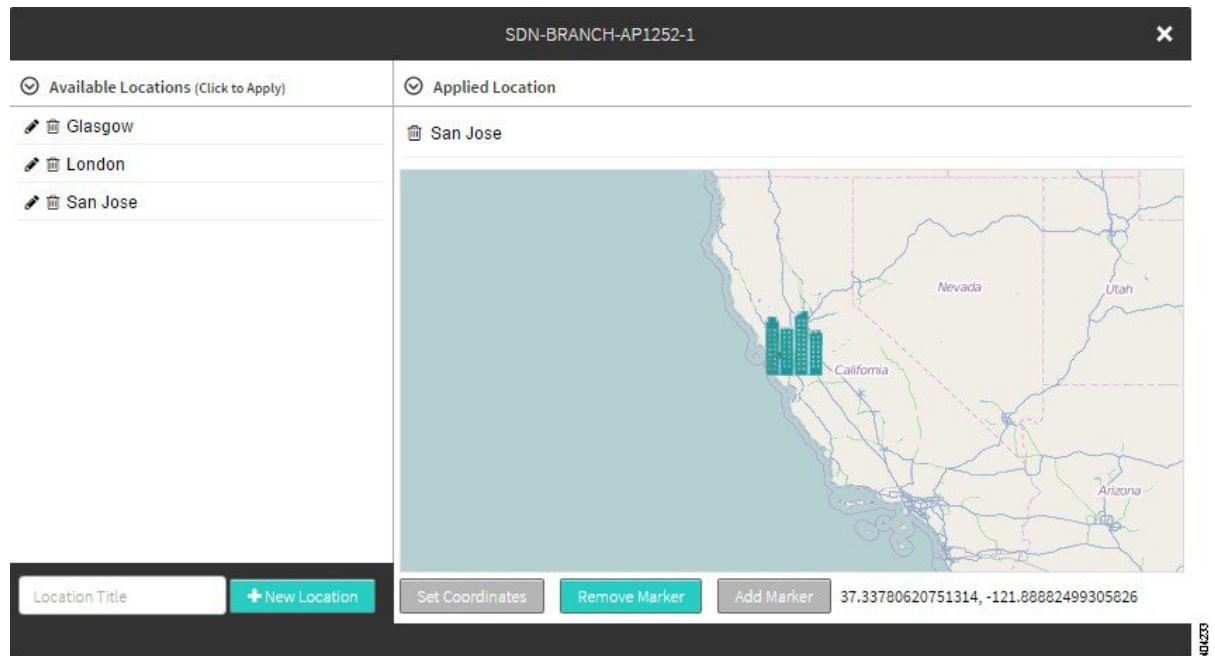 SDN-BRANCH-AP1252-1
Available Locations (Click to Apply)
Glasgow
London
San Jose
Applied Location
San Jose
Nevada
Utah
California
Arizona
Location Title
New Location
Set Coordinates
Remove Marker
Add Marker
37.33780620751314, -121.88882499305826
404233